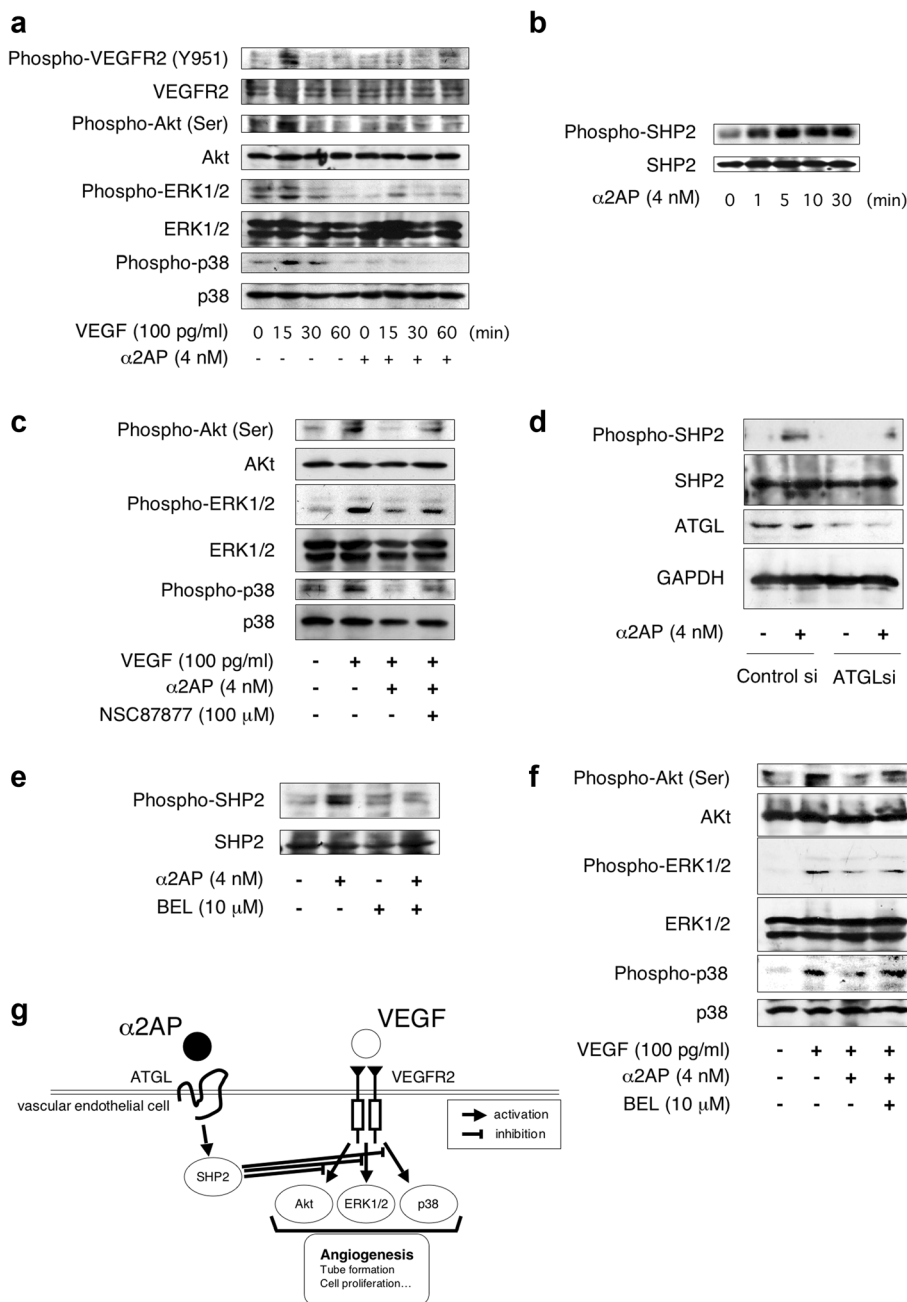 a
Phospho-VEGFR2 (Y951)
VEGFR2
Phospho-Akt (Ser)
Akt
Phospho-ERK1/2
ERK1/2
Phospho-p38
p38
VEGF (100 pg/ml) 0 15 30 60 0 15 30 60 (min)
α2AP (4 nM) - - - - + + + +
b
Phospho-SHP2
SHP2
α2AP (4 nM) 0 1 5 10 30 (min)
c
Phospho-Akt (Ser)
AKt
Phospho-ERK1/2
ERK1/2
Phospho-p38
p38
VEGF (100 pg/ml) - + + +
α2AP (4 nM) - - + +
NSC87877 (100 μM) - - - +
d
Phospho-SHP2
SHP2
ATGL
GAPDH
α2AP (4 nM) - + - +
Control si ATGLsi
e
Phospho-SHP2
SHP2
α2AP (4 nM) - + - +
BEL (10 μM) - - + +
f
Phospho-Akt (Ser)
AKt
Phospho-ERK1/2
ERK1/2
Phospho-p38
p38
VEGF (100 pg/ml) - + + +
α2AP (4 nM) - - + +
BEL (10 μM) - - - +
g
α2AP VEGF
ATGL VEGFR2
vascular endothelial cell
activation
inhibition
SHP2
Akt ERK1/2 p38
Angiogenesis
Tube formation
Cell proliferation...